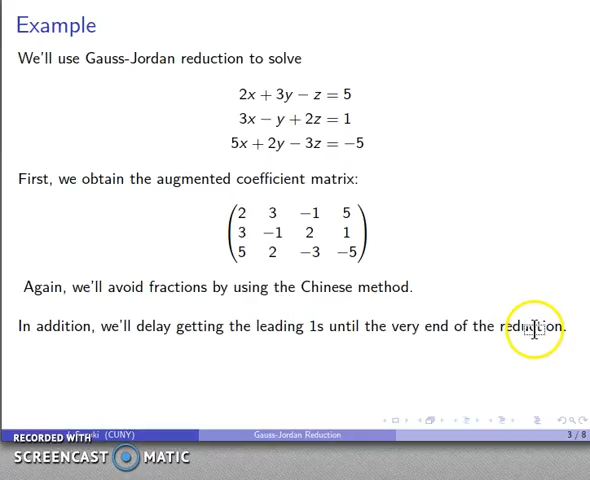 Example
We'll use Gauss-Jordan reduction to solve
2x + 3y − z = 5
3x − y + 2z = 1
5x + 2y − 3z = −5
First, we obtain the augmented coefficient matrix:
2 3 −1 5
3 −1 2 1
5 2 −3 −5
Again, we'll avoid fractions by using the Chinese method.
In addition, we'll delay getting the leading 1s until the very end of the reduction.
(CUNY) Gauss-Jordan Reduction 3 / 8
RECORDED WITH
SCREENCAST MATIC